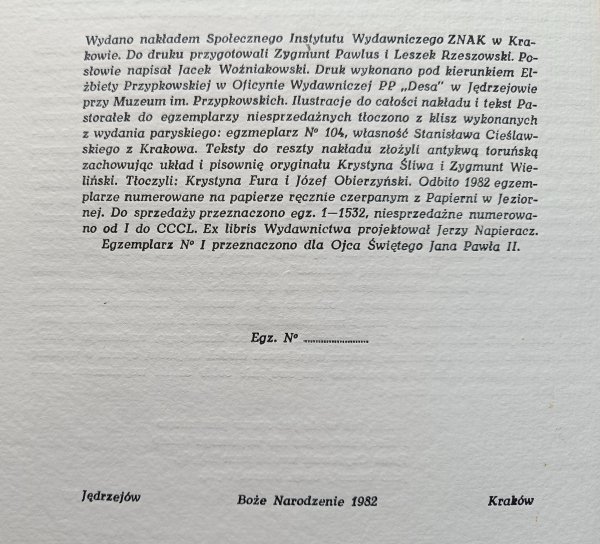 Wydano nakładem Społecznego Instytutu Wydawniczego ZNAK w Kra-
kowie. Do druku przygotowali Zygmunt Pawlus i Leszek Rzeszowski. Po-
słowie napisał Jacek Woźniakowski. Druk wykonano pod kierunkiem El-
żbiety Przypkowskiej w Oficynie Wydawniczej PP „Desa" w Jędrzejowie
przy Muzeum im. Przypkowskich. Ilustracje do całości nakładu i tekst Pa-
storałek do egzemplarzy niesprzedażnych tłoczono z klisz wykonanych
z wydania paryskiego: egzmeplarz Nº 104, własność Stanisława Cieślaw-
skiego z Krakowa. Teksty do reszty nakładu złożyli antykwą toruńską
zachowując układ i pisownię oryginału Krystyna Śliwa i Zygmunt Wie-
liński. Tłoczyli: Krystyna Fura i Józef Obierzyński. Odbito 1982 egzem-
plarze numerowane na papierze ręcznie czerpanym z Papierni w Jezior-
nej. Do sprzedaży przeznaczono egz. 1—1532, niesprzedażne numerowa-
no od I do CCCL. Ex libris Wydawnictwa projektował Jerzy Napieracz.
Egzemplarz Nº I przeznaczono dla Ojca Świętego Jana Pawła II.
Egz. Nº ......................
Jędrzejów Boże Narodzenie 1982 Kraków